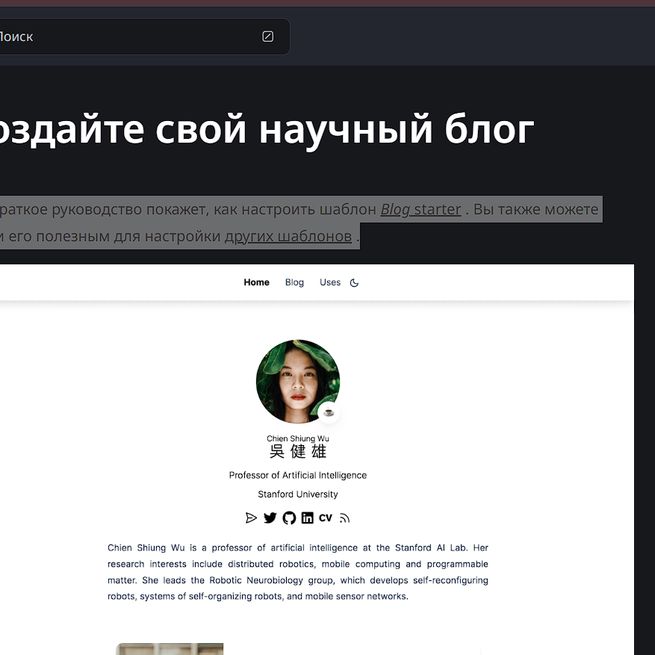 Поиск
оздайте свой научный блог
раткое руководство покажет, как настроить шаблон Blog starter . Вы также можете
и его полезным для настройки других шаблонов .
Home Blog Uses
Chien Shiung Wu
吳健雄
Professor of Artificial Intelligence
Stanford University
CV
Chien Shiung Wu is a professor of artificial intelligence at the Stanford AI Lab. Her
research interests include distributed robotics, mobile computing and programmable
matter. She leads the Robotic Neurobiology group, which develops self-reconfiguring
robots, systems of self-organizing robots, and mobile sensor networks.